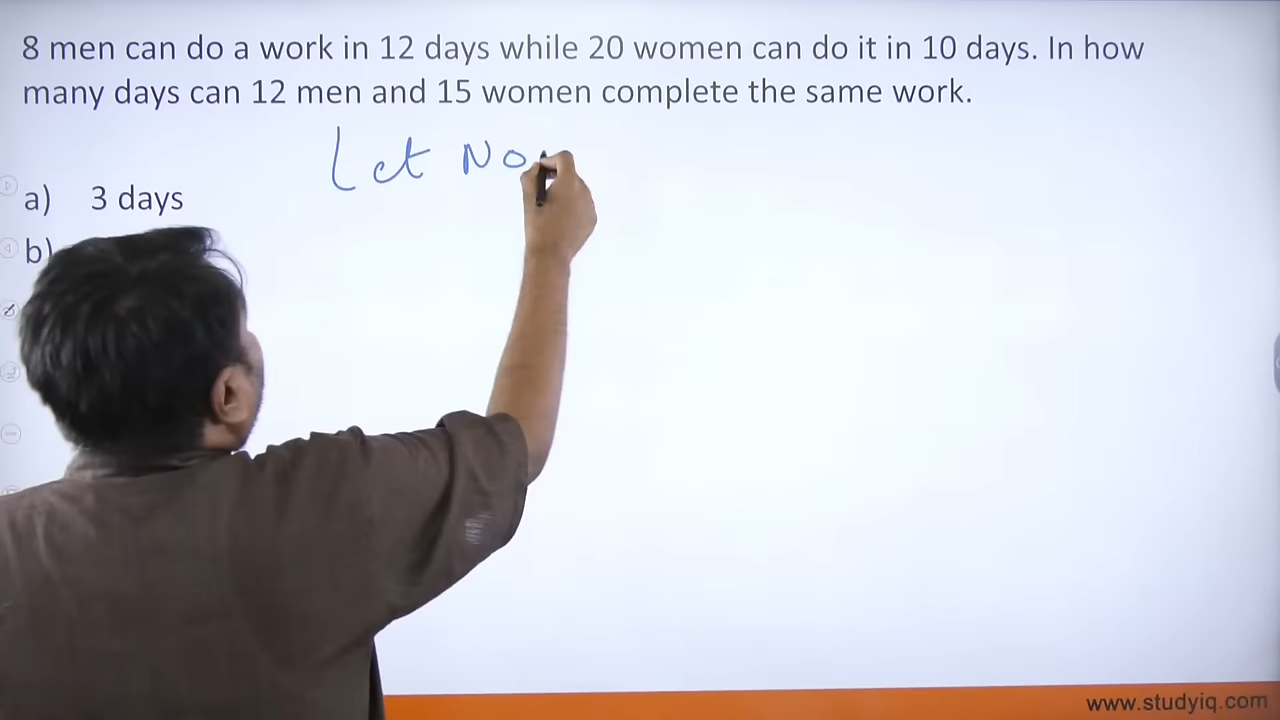 8 men can do a work in 12 days while 20 women can do it in 10 days. In how
many days can 12 men and 15 women complete the same work.
Let No
a) 3 days
b)
www.studyiq.com